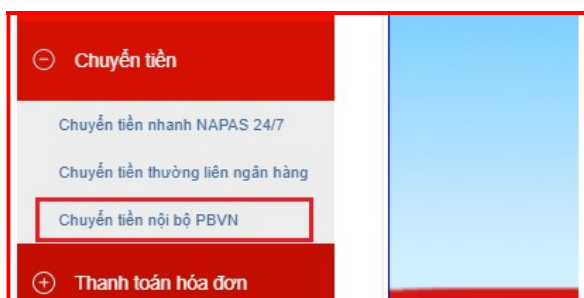 Chuyển tiền
Chuyển tiền nhanh NAPAS 24/7
Chuyển tiền thường liên ngân hàng
Chuyển tiền nội bộ PBVN
Thanh toán hóa đơn